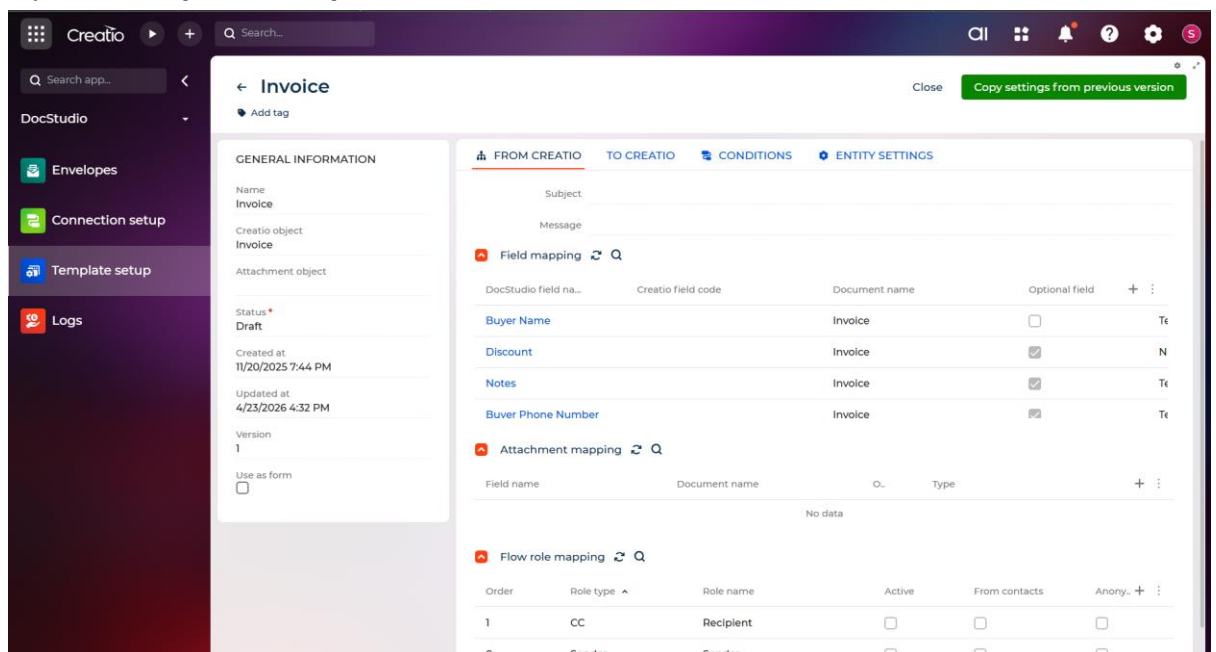 Creatio
Search...
ai
S
Search app...
DocStudio
Envelopes
Connection setup
Template setup
Logs
← Invoice
Add tag
Close
Copy settings from previous version
GENERAL INFORMATION
Name
Invoice
Creatio object
Invoice
Attachment object
Status*
Draft
Created at
11/20/2025 7:44 PM
Updated at
4/23/2026 4:32 PM
Version
1
Use as form
FROM CREATIO TO CREATIO CONDITIONS ENTITY SETTINGS
Subject
Message
Field mapping
DocStudio field na... Creatio field code Document name Optional field
Buyer Name Invoice Te
Discount Invoice N
Notes Invoice Te
Buyer Phone Number Invoice Te
Attachment mapping
Field name Document name O... Type
No data
Flow role mapping
Order Role type Role name Active From contacts Anony...
1 CC Recipient